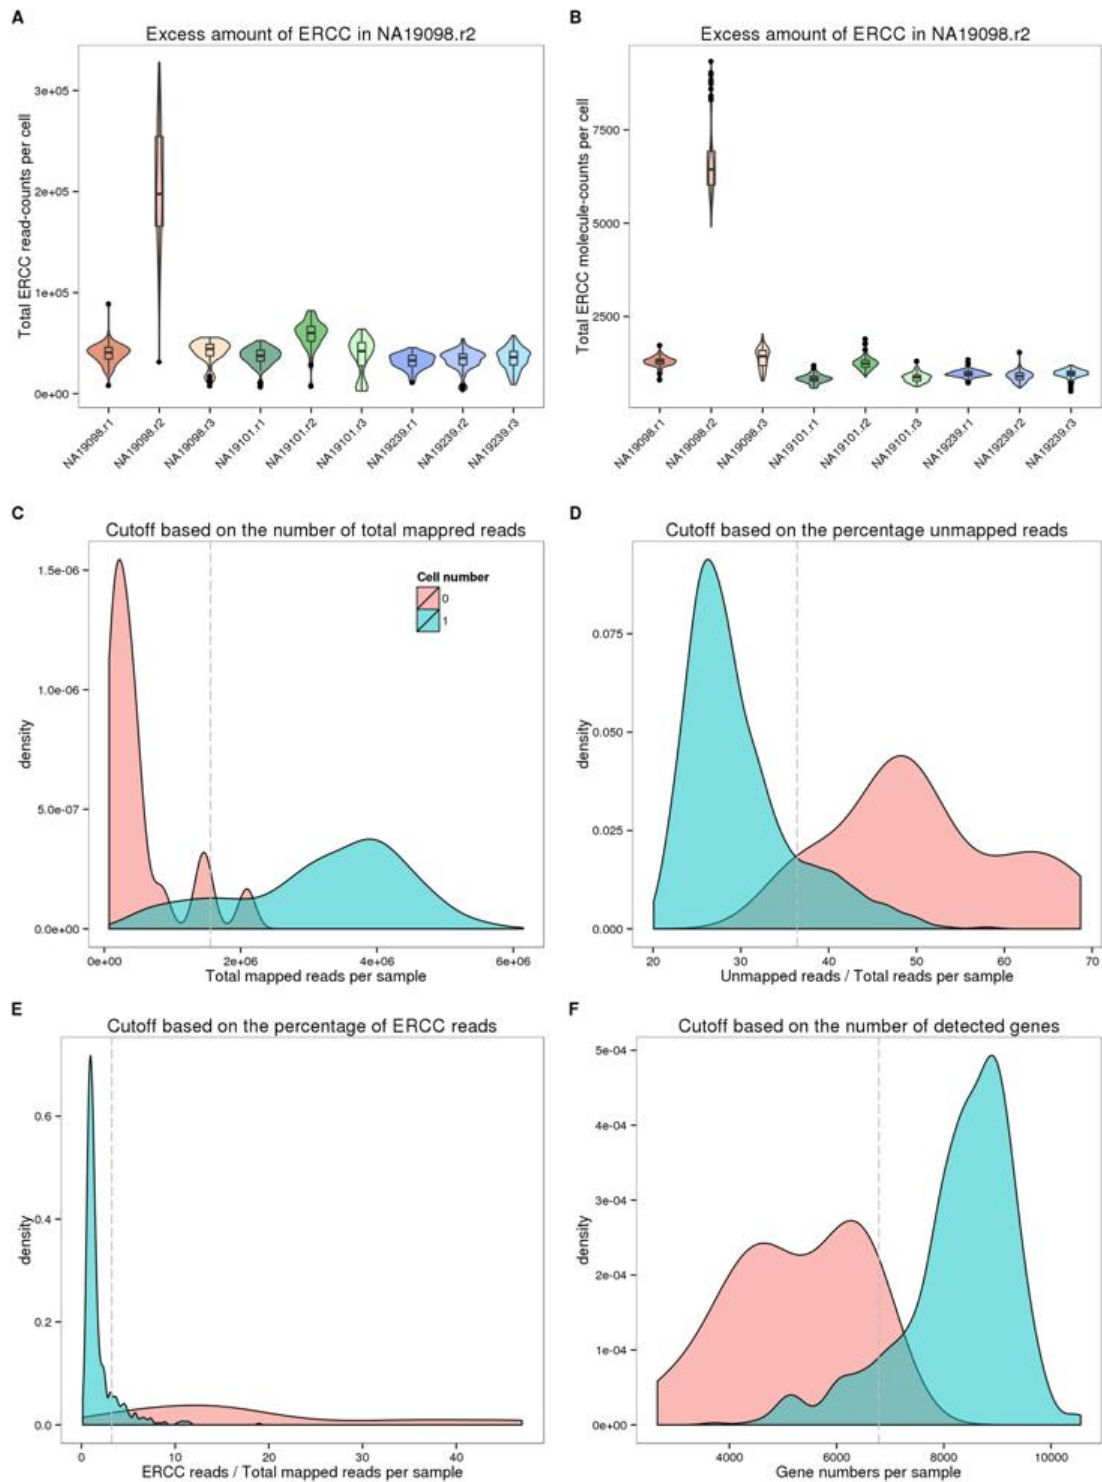 A
Excess amount of ERCC in NA19098.r2
Total ERCC read-counts per cell
3e+05
2e+05
1e+05
0e+00
NA19098.r1
NA19098.r2
NA19098.r3
NA19101.r1
NA19101.r2
NA19101.r3
NA19239.r1
NA19239.r2
NA19239.r3
B
Excess amount of ERCC in NA19098.r2
Total ERCC molecule-counts per cell
7500
5000
2500
NA19098.r1
NA19098.r2
NA19098.r3
NA19101.r1
NA19101.r2
NA19101.r3
NA19239.r1
NA19239.r2
NA19239.r3
C
Cutoff based on the number of total mappred reads
density
1.5e-06
1.0e-06
5.0e-07
0.0e+00
Cell number
0
1
0e+00 2e+06 4e+06 6e+06
Total mapped reads per sample
D
Cutoff based on the percentage unmapped reads
density
0.075
0.050
0.025
0.000
20 30 40 50 60 70
Unmapped reads / Total reads per sample
E
Cutoff based on the percentage of ERCC reads
density
0.6
0.4
0.2
0.0
0 10 20 30 40
ERCC reads / Total mapped reads per sample
F
Cutoff based on the number of detected genes
density
5e-04
4e-04
3e-04
2e-04
1e-04
0e+00
4000 6000 8000 10000
Gene numbers per sample